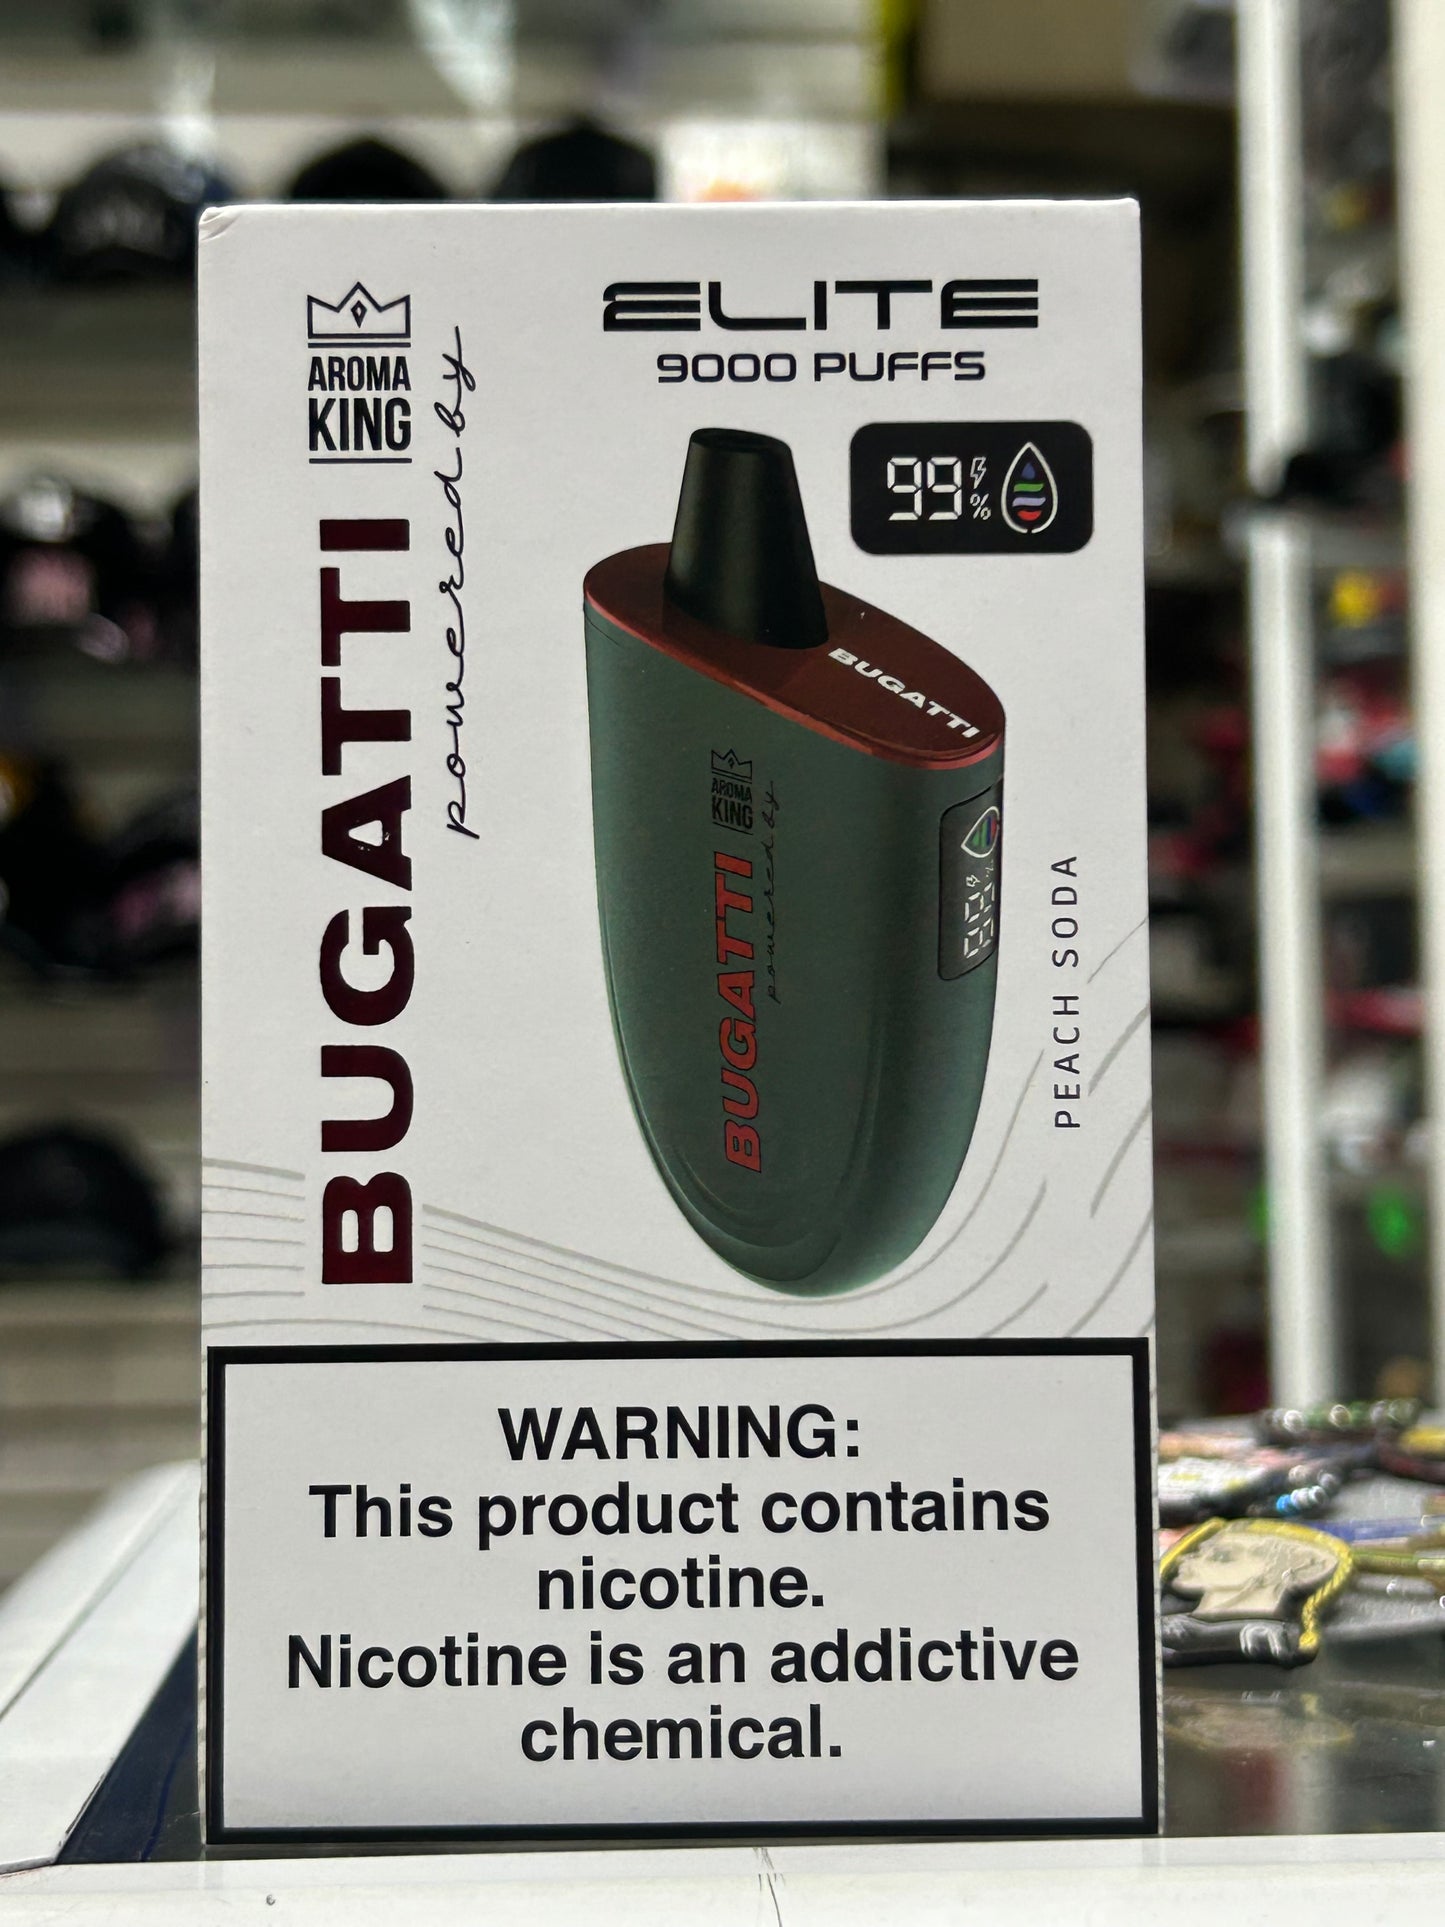 AROMA
KING
BUGATTI
powered by
ELITE
9000 PUFFS
99 %
BUGATTI
AROMA
KING
BUGATTI
powered by
PEACH SODA
WARNING:
This product contains
nicotine.
Nicotine is an addictive
chemical.